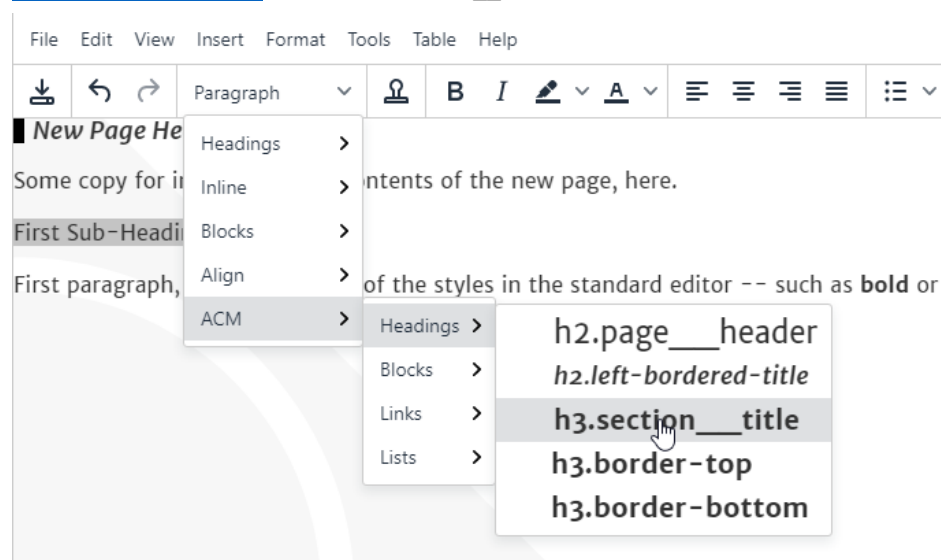 File Edit View Insert Format Tools Table Help
Paragraph B I A
New Page He
Headings
Some copy for i ntents of the new page, here.
Inline
First Sub-Headi
Blocks
Align
First paragraph, of the styles in the standard editor -- such as bold or
ACM
Headings
Blocks
Links
Lists
h2.page__header
h2.left-bordered-title
h3.section__title
h3.border-top
h3.border-bottom